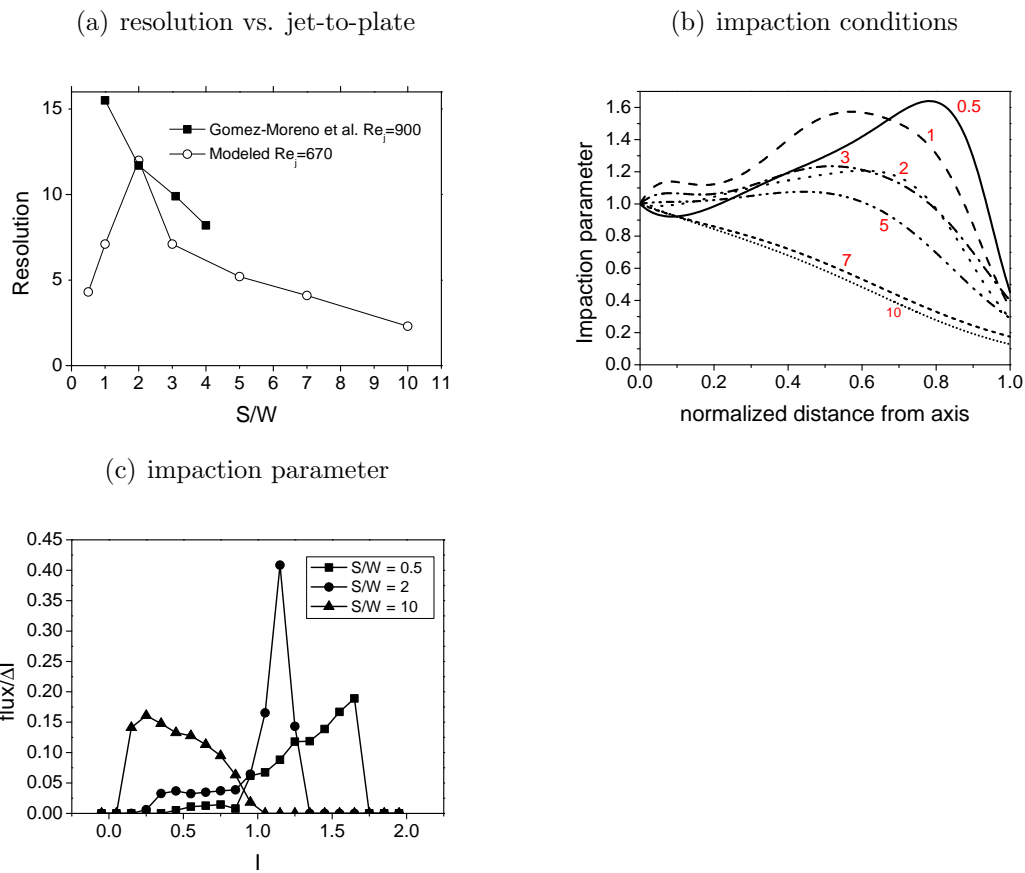 (a) resolution vs. jet-to-plate
15
10
5
0
Resolution
Gomez-Moreno et al. Re_j=900
Modeled Re_j=670
0 1 2 3 4 5 6 7 8 9 10 11
S/W
(b) impaction conditions
1.6
1.4
1.2
1.0
0.8
0.6
0.4
0.2
0.0
Impaction parameter
0.5
1
3
2
5
7
10
0.0 0.2 0.4 0.6 0.8 1.0
normalized distance from axis
(c) impaction parameter
0.45
0.40
0.35
0.30
0.25
0.20
0.15
0.10
0.05
0.00
flux/ΔI
S/W = 0.5
S/W = 2
S/W = 10
0.0 0.5 1.0 1.5 2.0
I